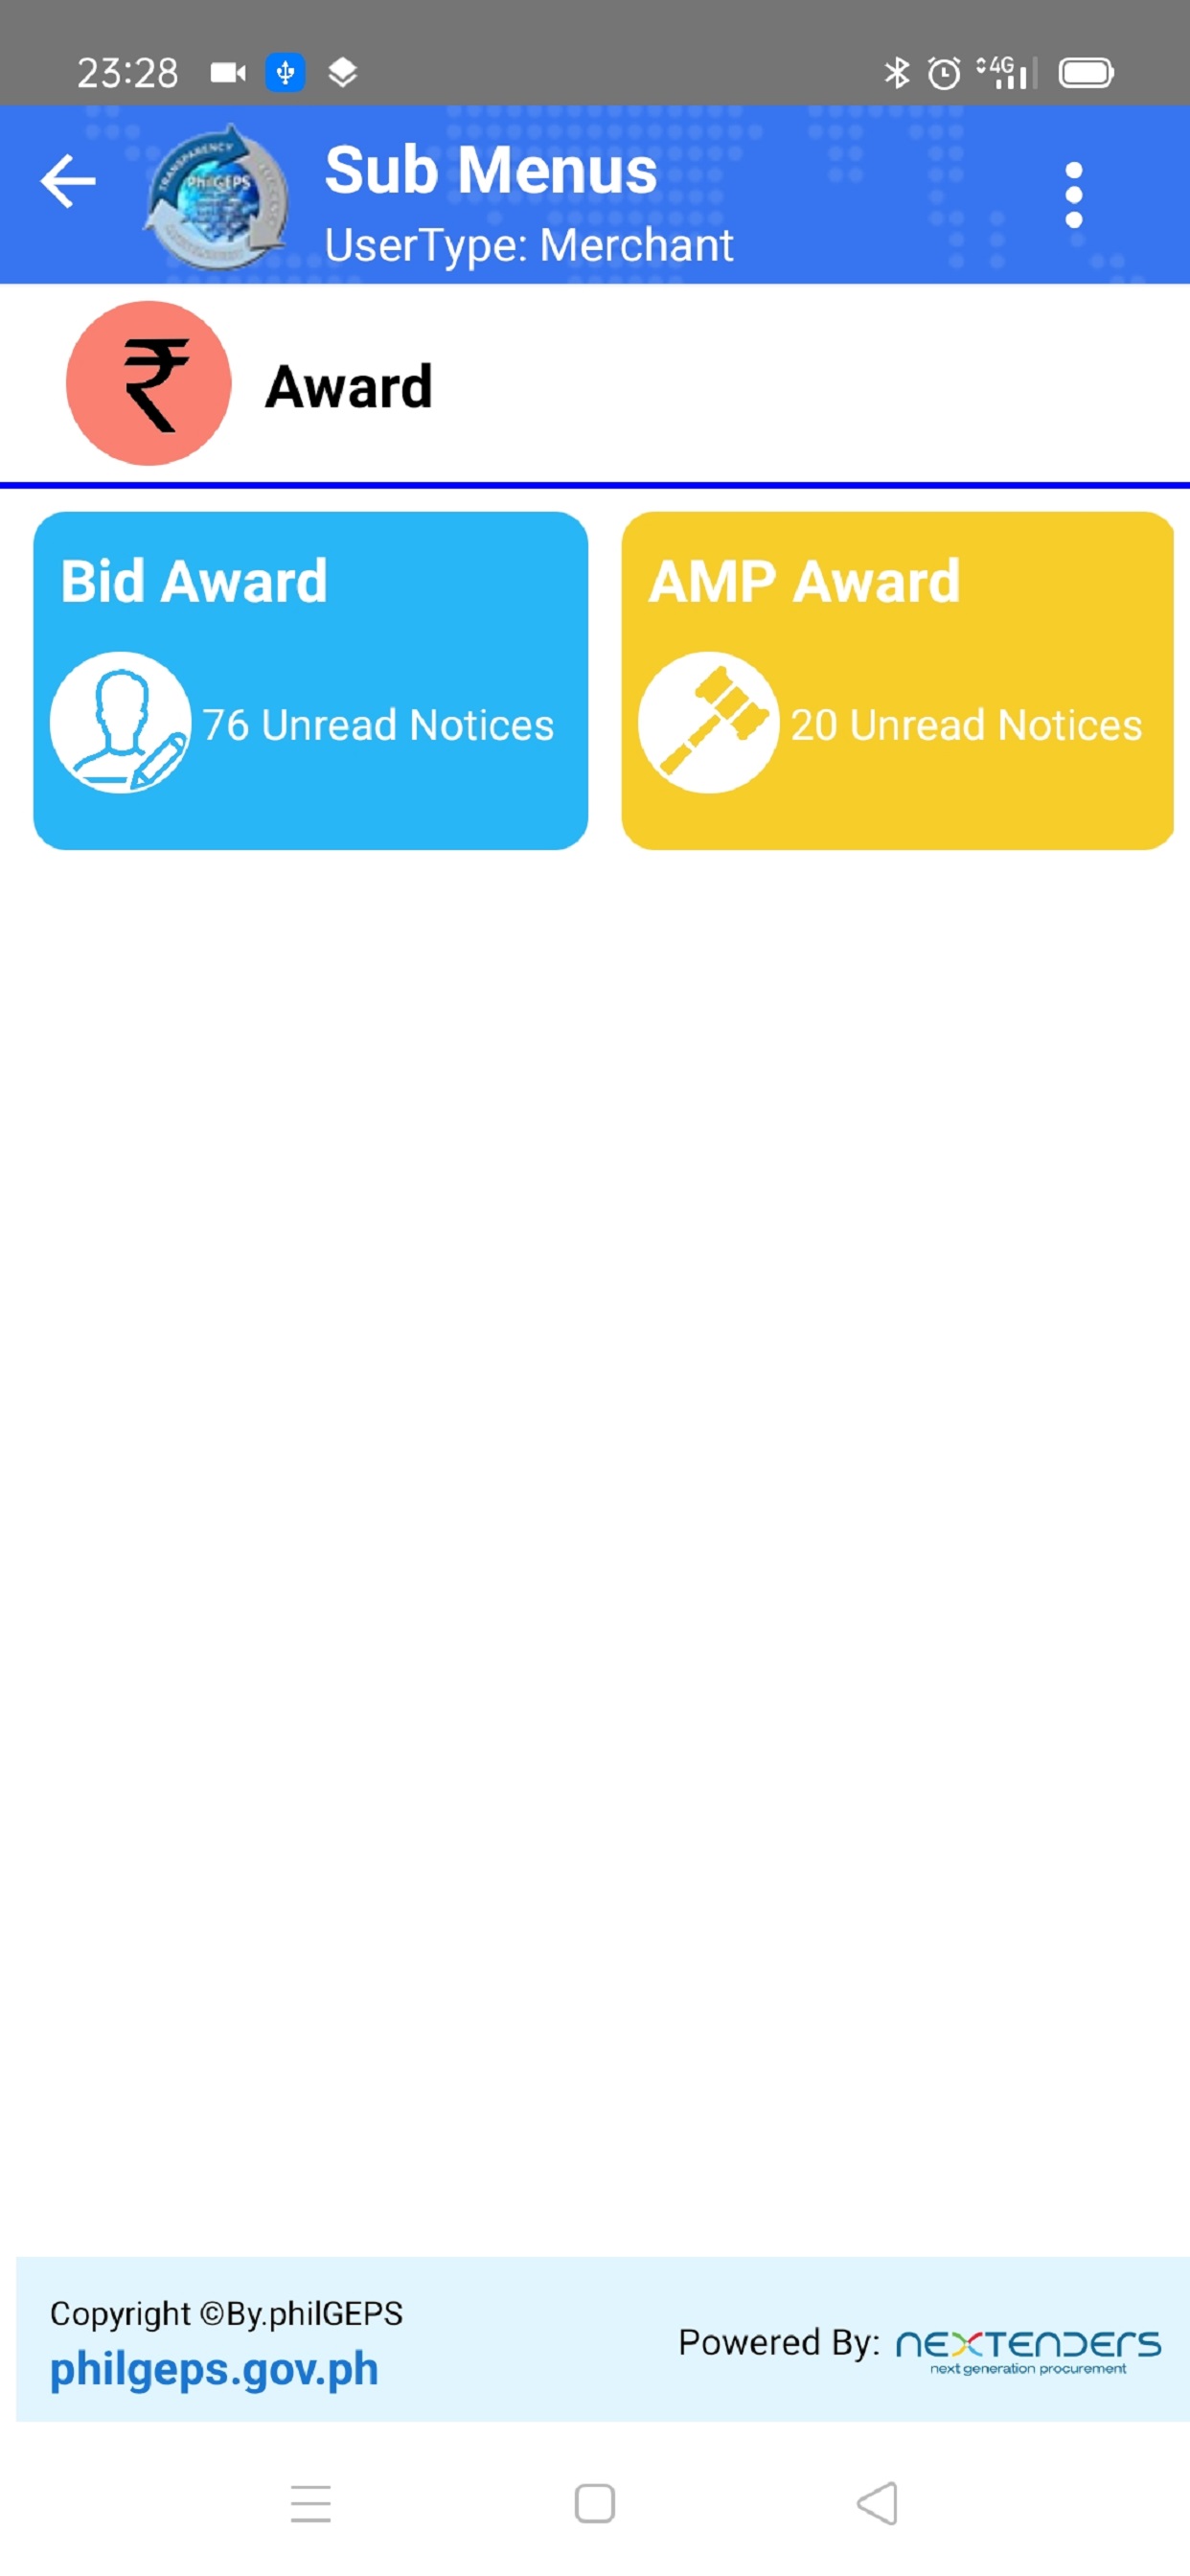 23:28
4G
TRANSPARENCY
PhilGEPS
Sub Menus
UserType: Merchant
₹
Award
Bid Award
76 Unread Notices
AMP Award
20 Unread Notices
Copyright ©By.philGEPS
philgeps.gov.ph
Powered By: nexTenders
next generation procurement